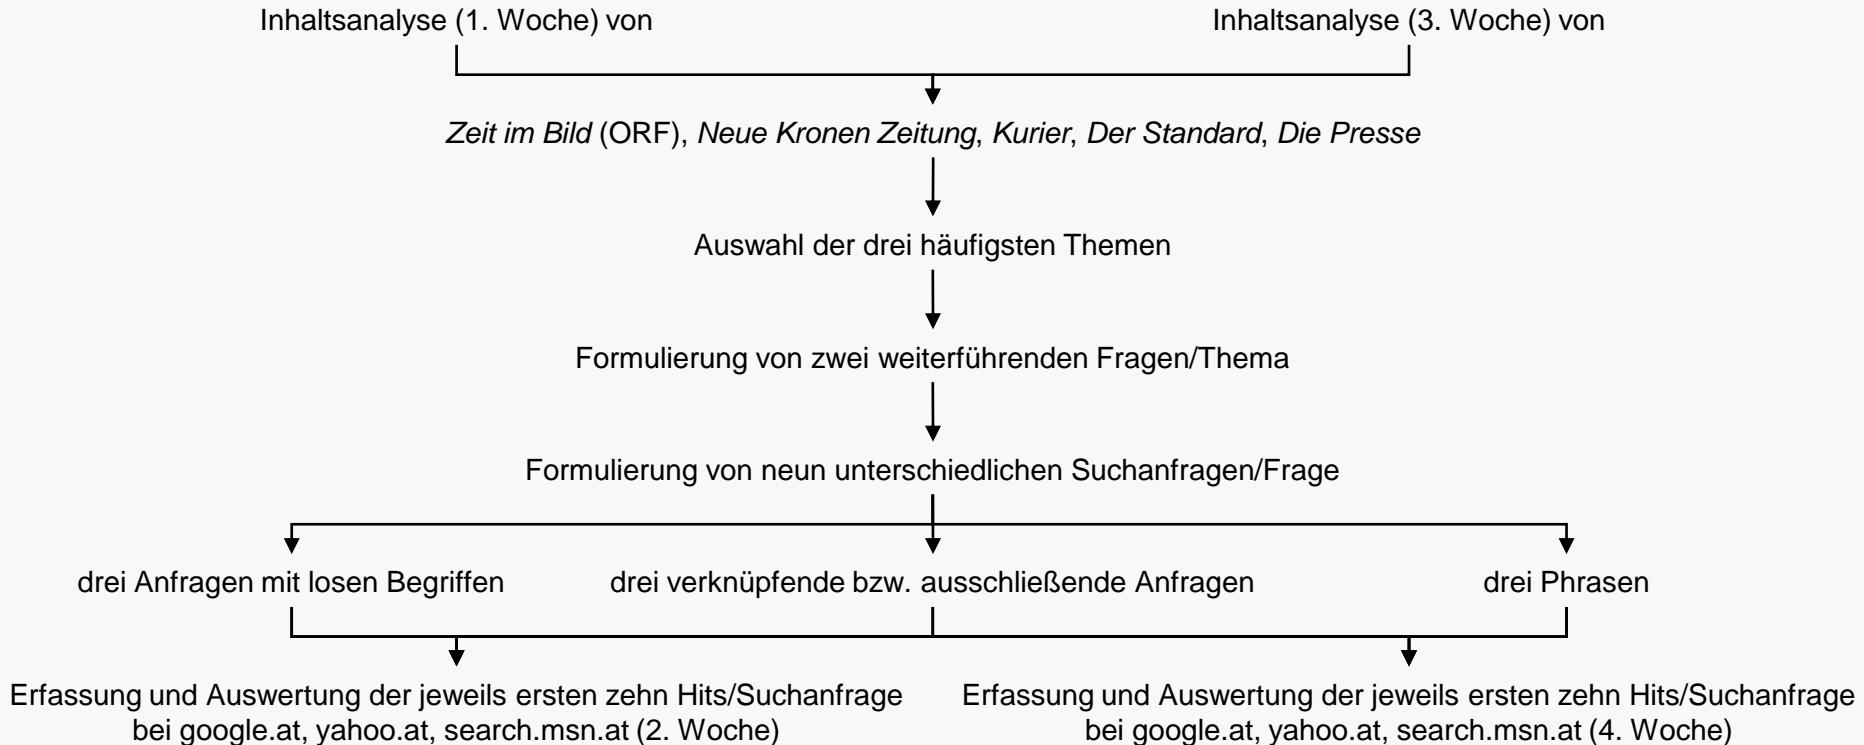 Inhaltsanalyse (1. Woche) von
Inhaltsanalyse (3. Woche) von
Zeit im Bild (ORF), Neue Kronen Zeitung, Kurier, Der Standard, Die Presse
Auswahl der drei häufigsten Themen
Formulierung von zwei weiterführenden Fragen/Thema
Formulierung von neun unterschiedlichen Suchanfragen/Frage
drei Anfragen mit losen Begriffen
drei verknüpfende bzw. ausschließende Anfragen
drei Phrasen
Erfassung und Auswertung der jeweils ersten zehn Hits/Suchanfrage
bei google.at, yahoo.at, search.msn.at (2. Woche)
Erfassung und Auswertung der jeweils ersten zehn Hits/Suchanfrage
bei google.at, yahoo.at, search.msn.at (4. Woche)